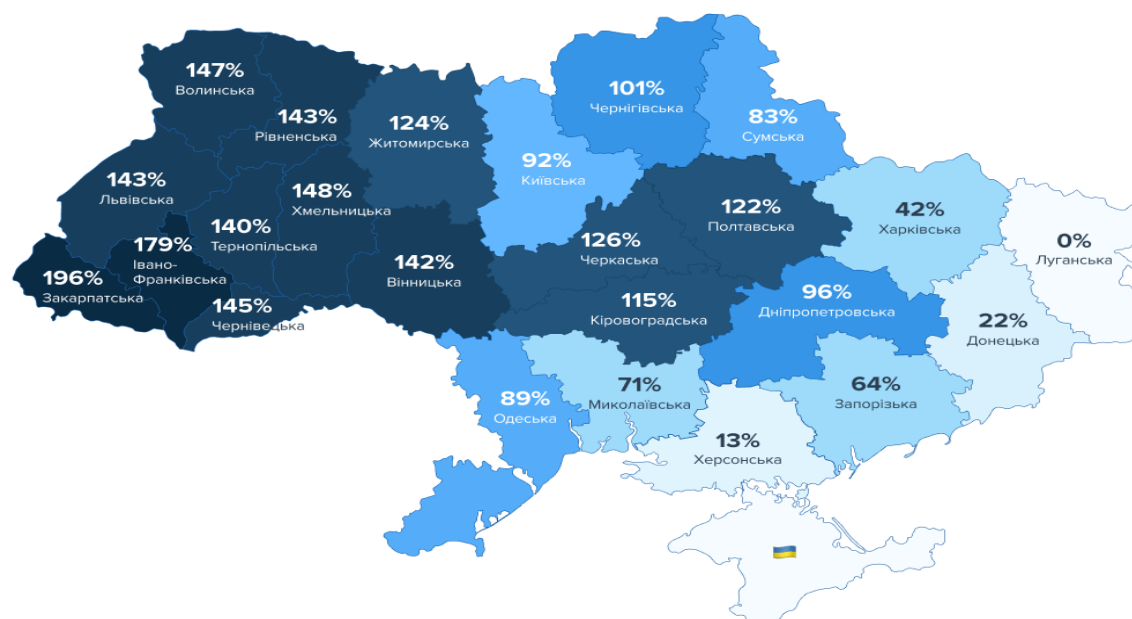 147%
Волинська
143%
Рівненська
124%
Житомирська
92%
Київська
101%
Чернігівська
83%
Сумська
143%
Львівська
140%
Тернопільська
148%
Хмельницька
142%
Вінницька
126%
Черкаська
122%
Полтавська
42%
Харківська
0%
Луганська
196%
Закарпатська
179%
Івано-
Франківська
145%
Чернівецька
115%
Кіровоградська
96%
Дніпропетровська
22%
Донецька
89%
Одеська
71%
Миколаївська
64%
Запорізька
13%
Херсонська